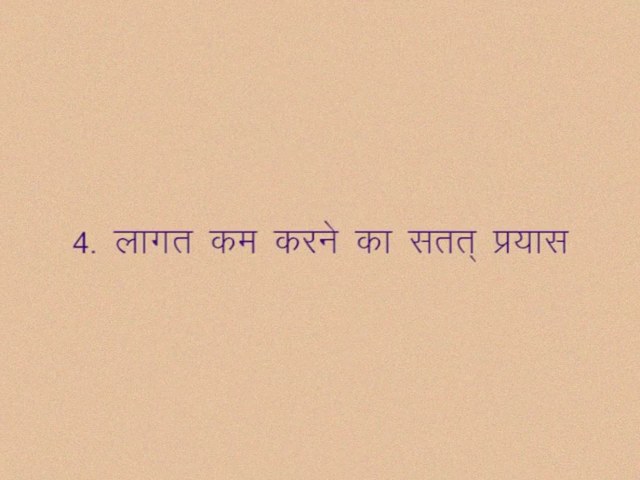 4. लागत कम करने का सतत् प्रयास